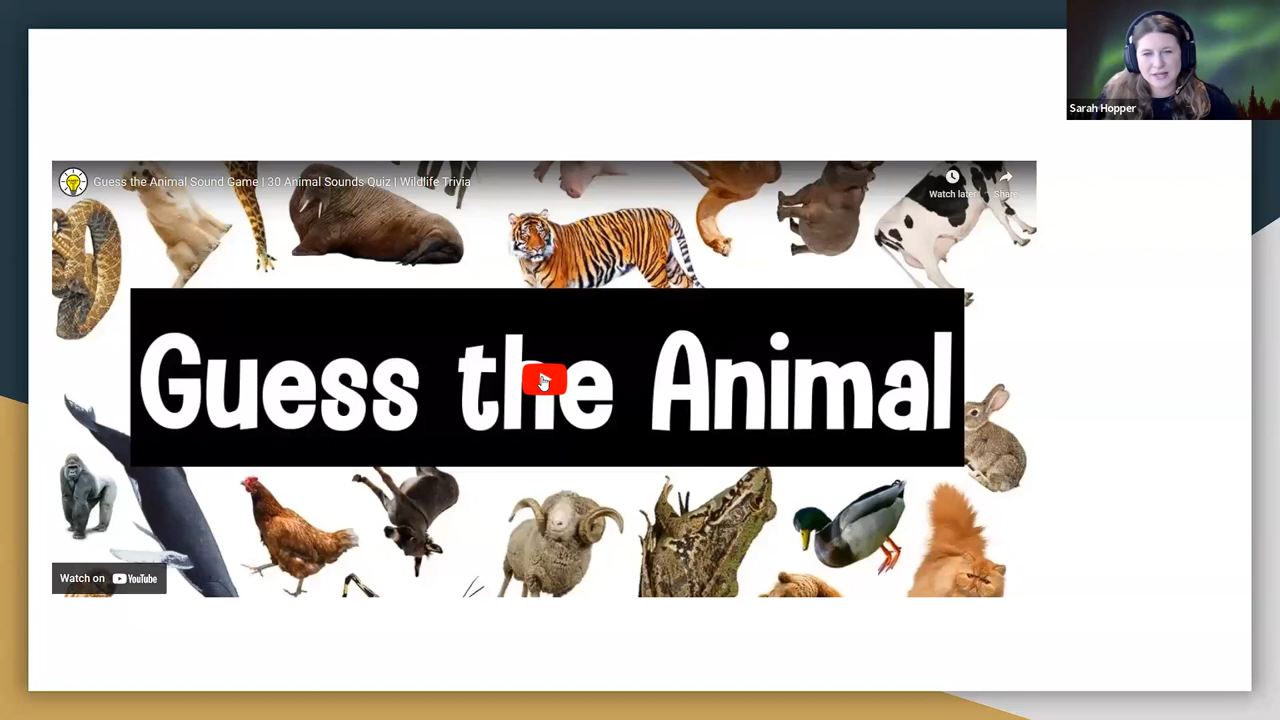 Sarah Hopper
Guess the Animal Sound Game | 30 Animal Sounds Quiz | Wildlife Trivia
Watch later
Share
Guess the Animal
Watch on YouTube